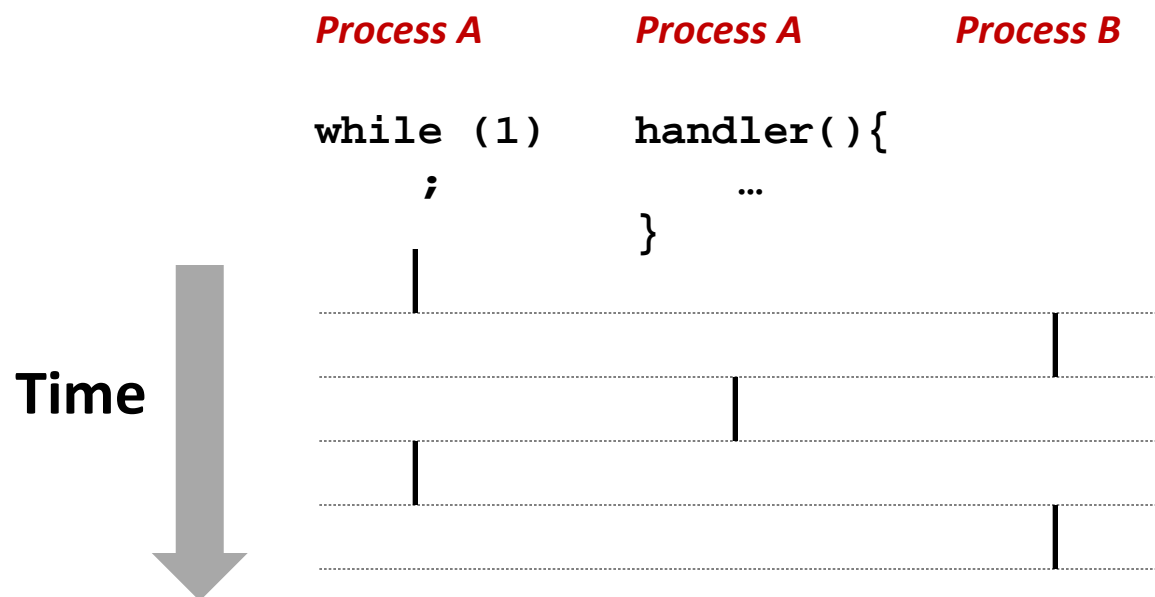 Process A Process A Process B
while (1) handler(){
; …
}
Time